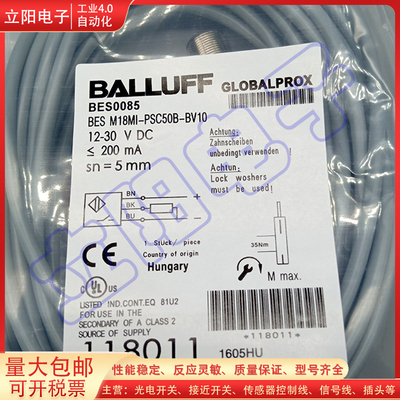 立阳电子
工业4.0
自动化
BALLUFF
GLOBALPROX
BES0085
BES M18MI-PSC50B-BV10
12-30 V DC
≤ 200 mA
sn = 5 mm
Achtung:
Zahnscheiben
unbedingt verwenden !
Achtung:
Lock washers
must be used!
BN
BK
BU
+
-
35Nm
1 Stück/ piece
Country of origin
Hungary
CE
M max.
LISTED IND.CONT.EQ 81U2
FOR USE IN THE
SECONDARY OF A CLASS 2
SOURCE OF SUPPLY
118011
*118011*
1605HU
立阳电子
量大包邮
可开税票
性能稳定、反应灵敏、质量保证、型号齐全
主营：光电开关、接近开关、传感器控制线、信号线、插头等